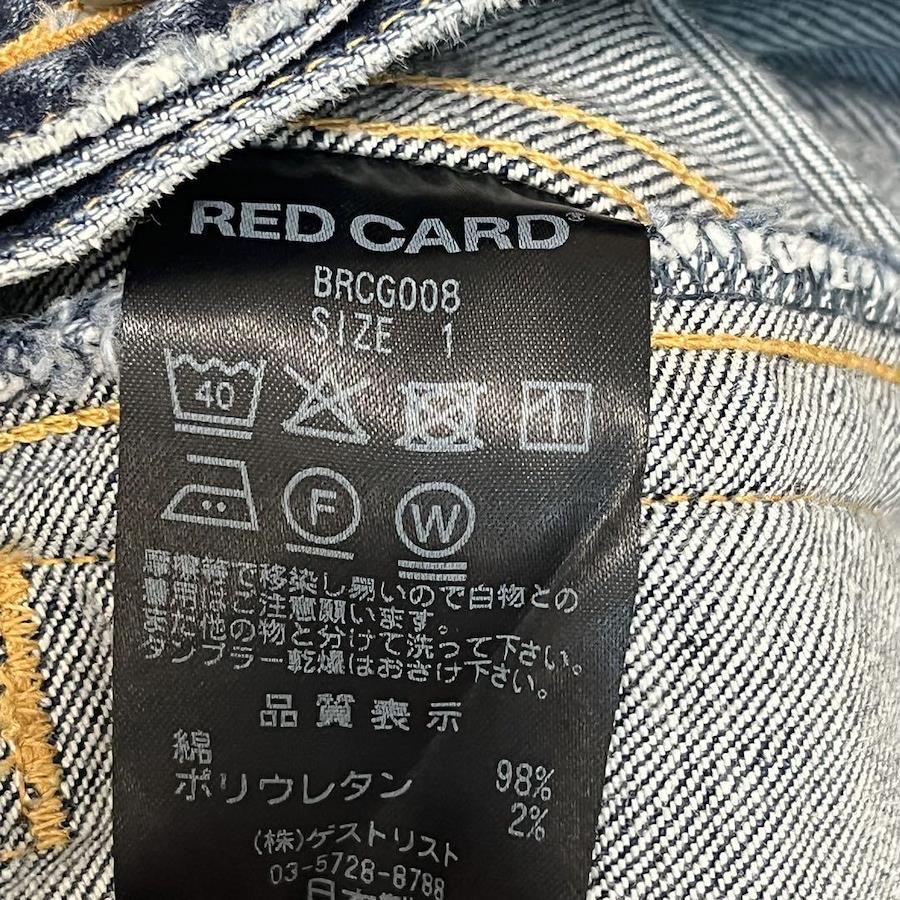 RED CARD®
BRCG008
SIZE 1
40
F W
摩擦等で移染し易いので白物との
着用はご注意願います。
また他の物と分けて洗って下さい。
タンブラー乾燥はおさけ下さい。
品質表示
綿 98%
ポリウレタン 2%
(株)ゲストリスト
03-5728-8788
日本